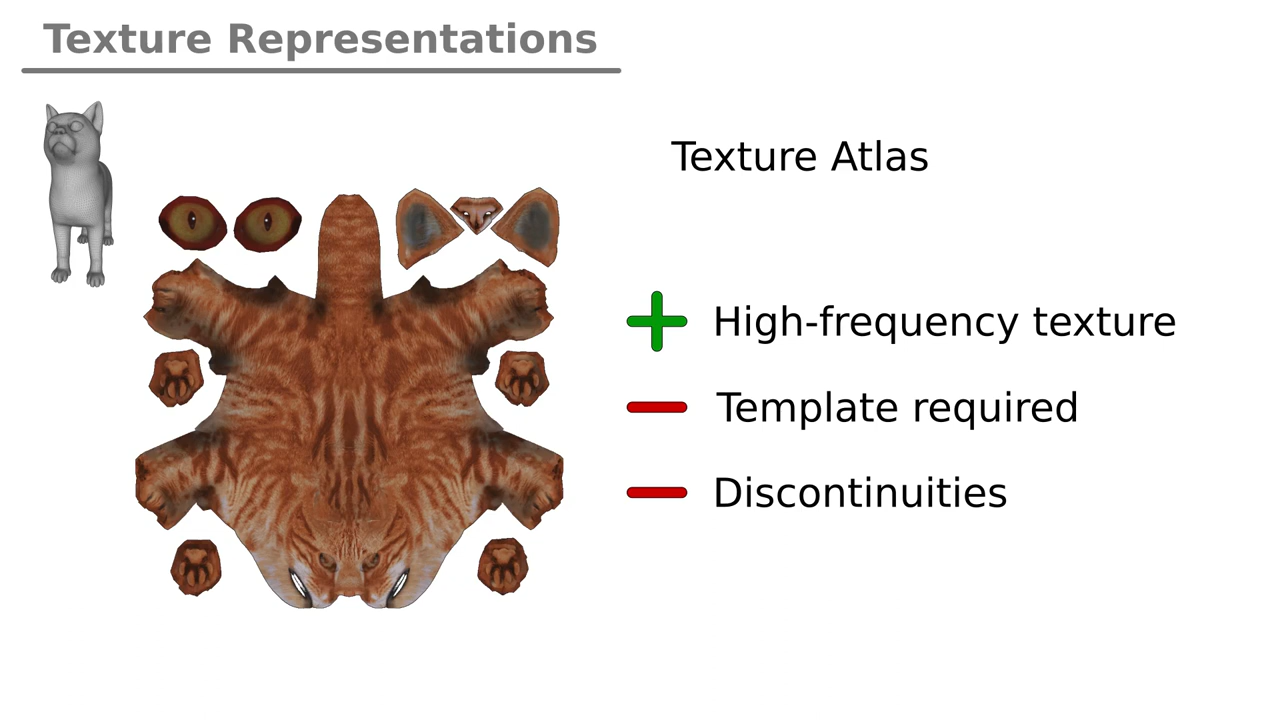 Texture Representations
Texture Atlas
High-frequency texture
Template required
Discontinuities